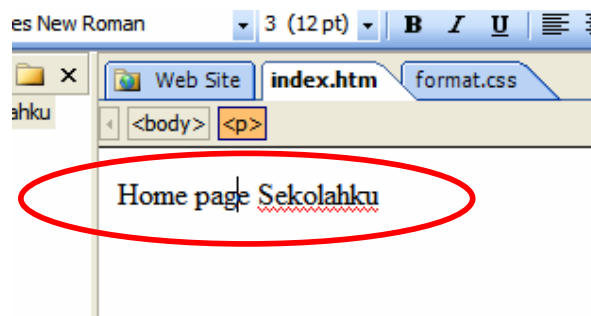 es New Roman 3 (12 pt) B I U
Web Site index.htm format.css
ahku
<body> <p>
Home page Sekolahku